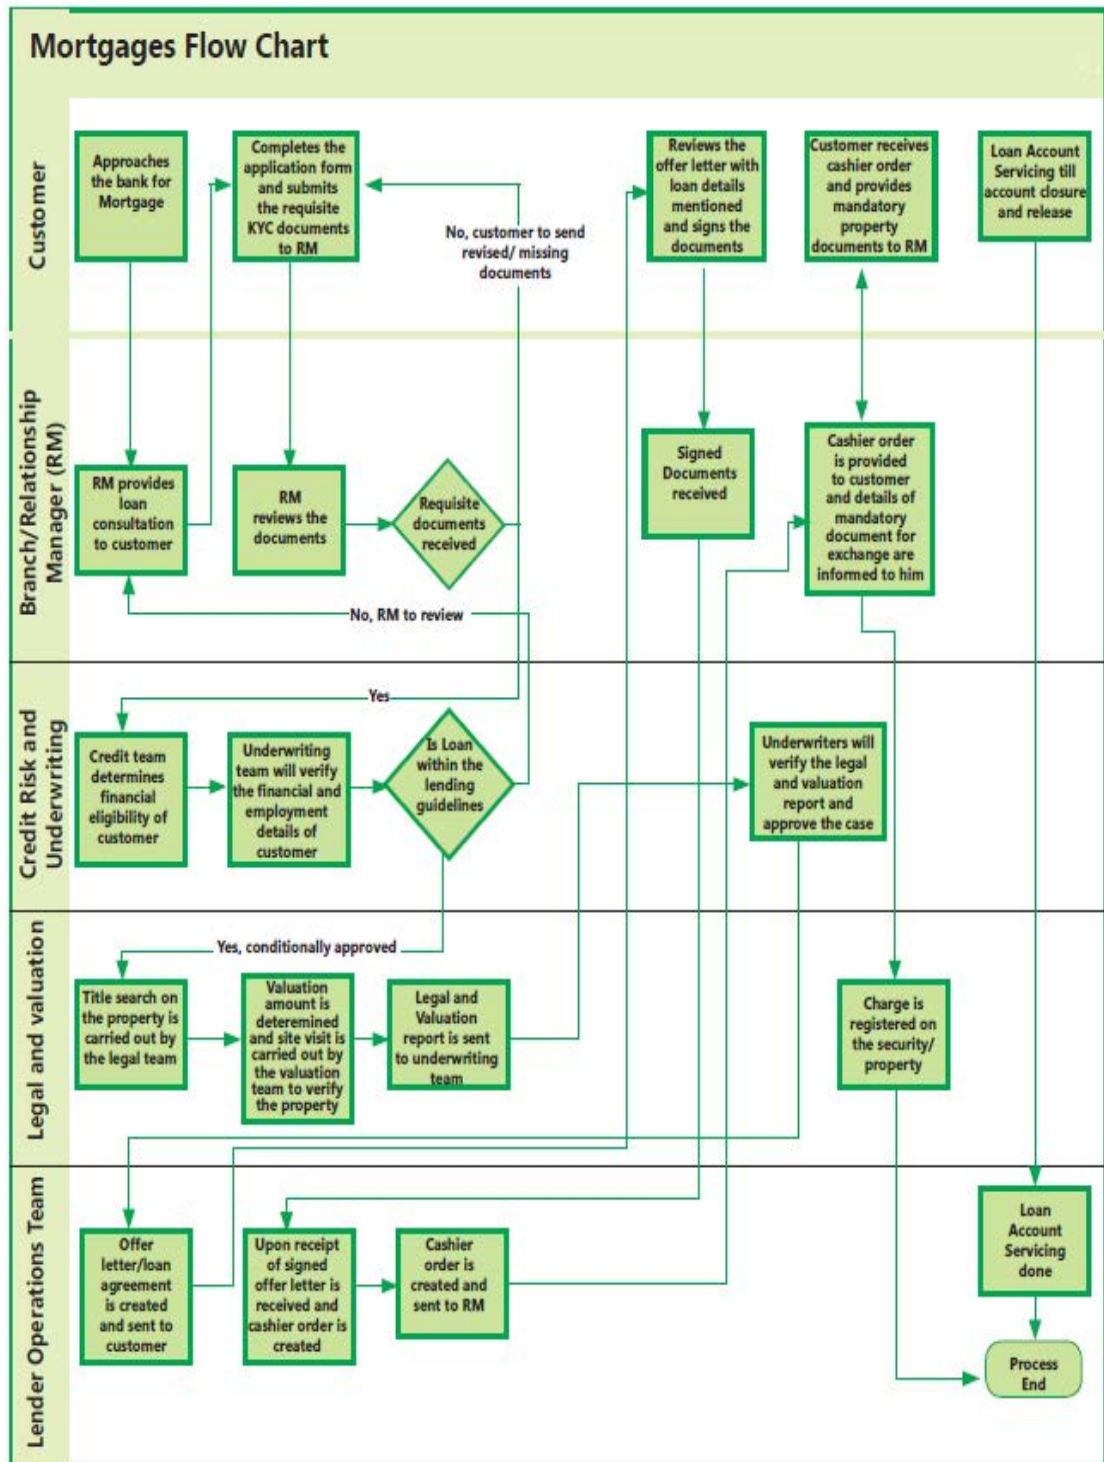 Mortgages Flow Chart
Customer
Approaches
the bank for
Mortgage
Completes the
application form
and submits
the requisite
KYC documents
to RM
No, customer to send
revised/ missing
documents
Reviews the
offer letter with
loan details
mentioned
and signs the
documents
Customer receives
cashier order
and provides
mandatory
property
documents to RM
Loan Account
Servicing till
account closure
and release
Branch/Relationship
Manager (RM)
RM provides
loan
consultation
to customer
RM
reviews the
documents
Requisite
documents
received
Signed
Documents
received
Cashier order
is provided
to customer
and details of
mandatory
document for
exchange are
informed to him
No, RM to review
Credit Risk and
Underwriting
Yes
Credit team
determines
financial
eligibility of
customer
Underwriting
team will verify
the financial and
employment
details of
customer
Is Loan
within the
lending
guidelines
Underwriters will
verify the legal
and valuation
report and
approve the case
Legal and valuation
Yes, conditionally approved
Title search on
the property is
carried out by
the legal team
Valuation
amount is
determined
and site visit is
carried out by
the valuation
team to verify
the property
Legal and
Valuation
report is sent
to underwriting
team
Charge is
registered on
the security/
property
Lender Operations Team
Offer
letter/loan
agreement
is created
and sent to
customer
Upon receipt
of signed
offer letter is
received and
cashier order is
created
Cashier
order is
created and
sent to RM
Loan
Account
Servicing
done
Process
End